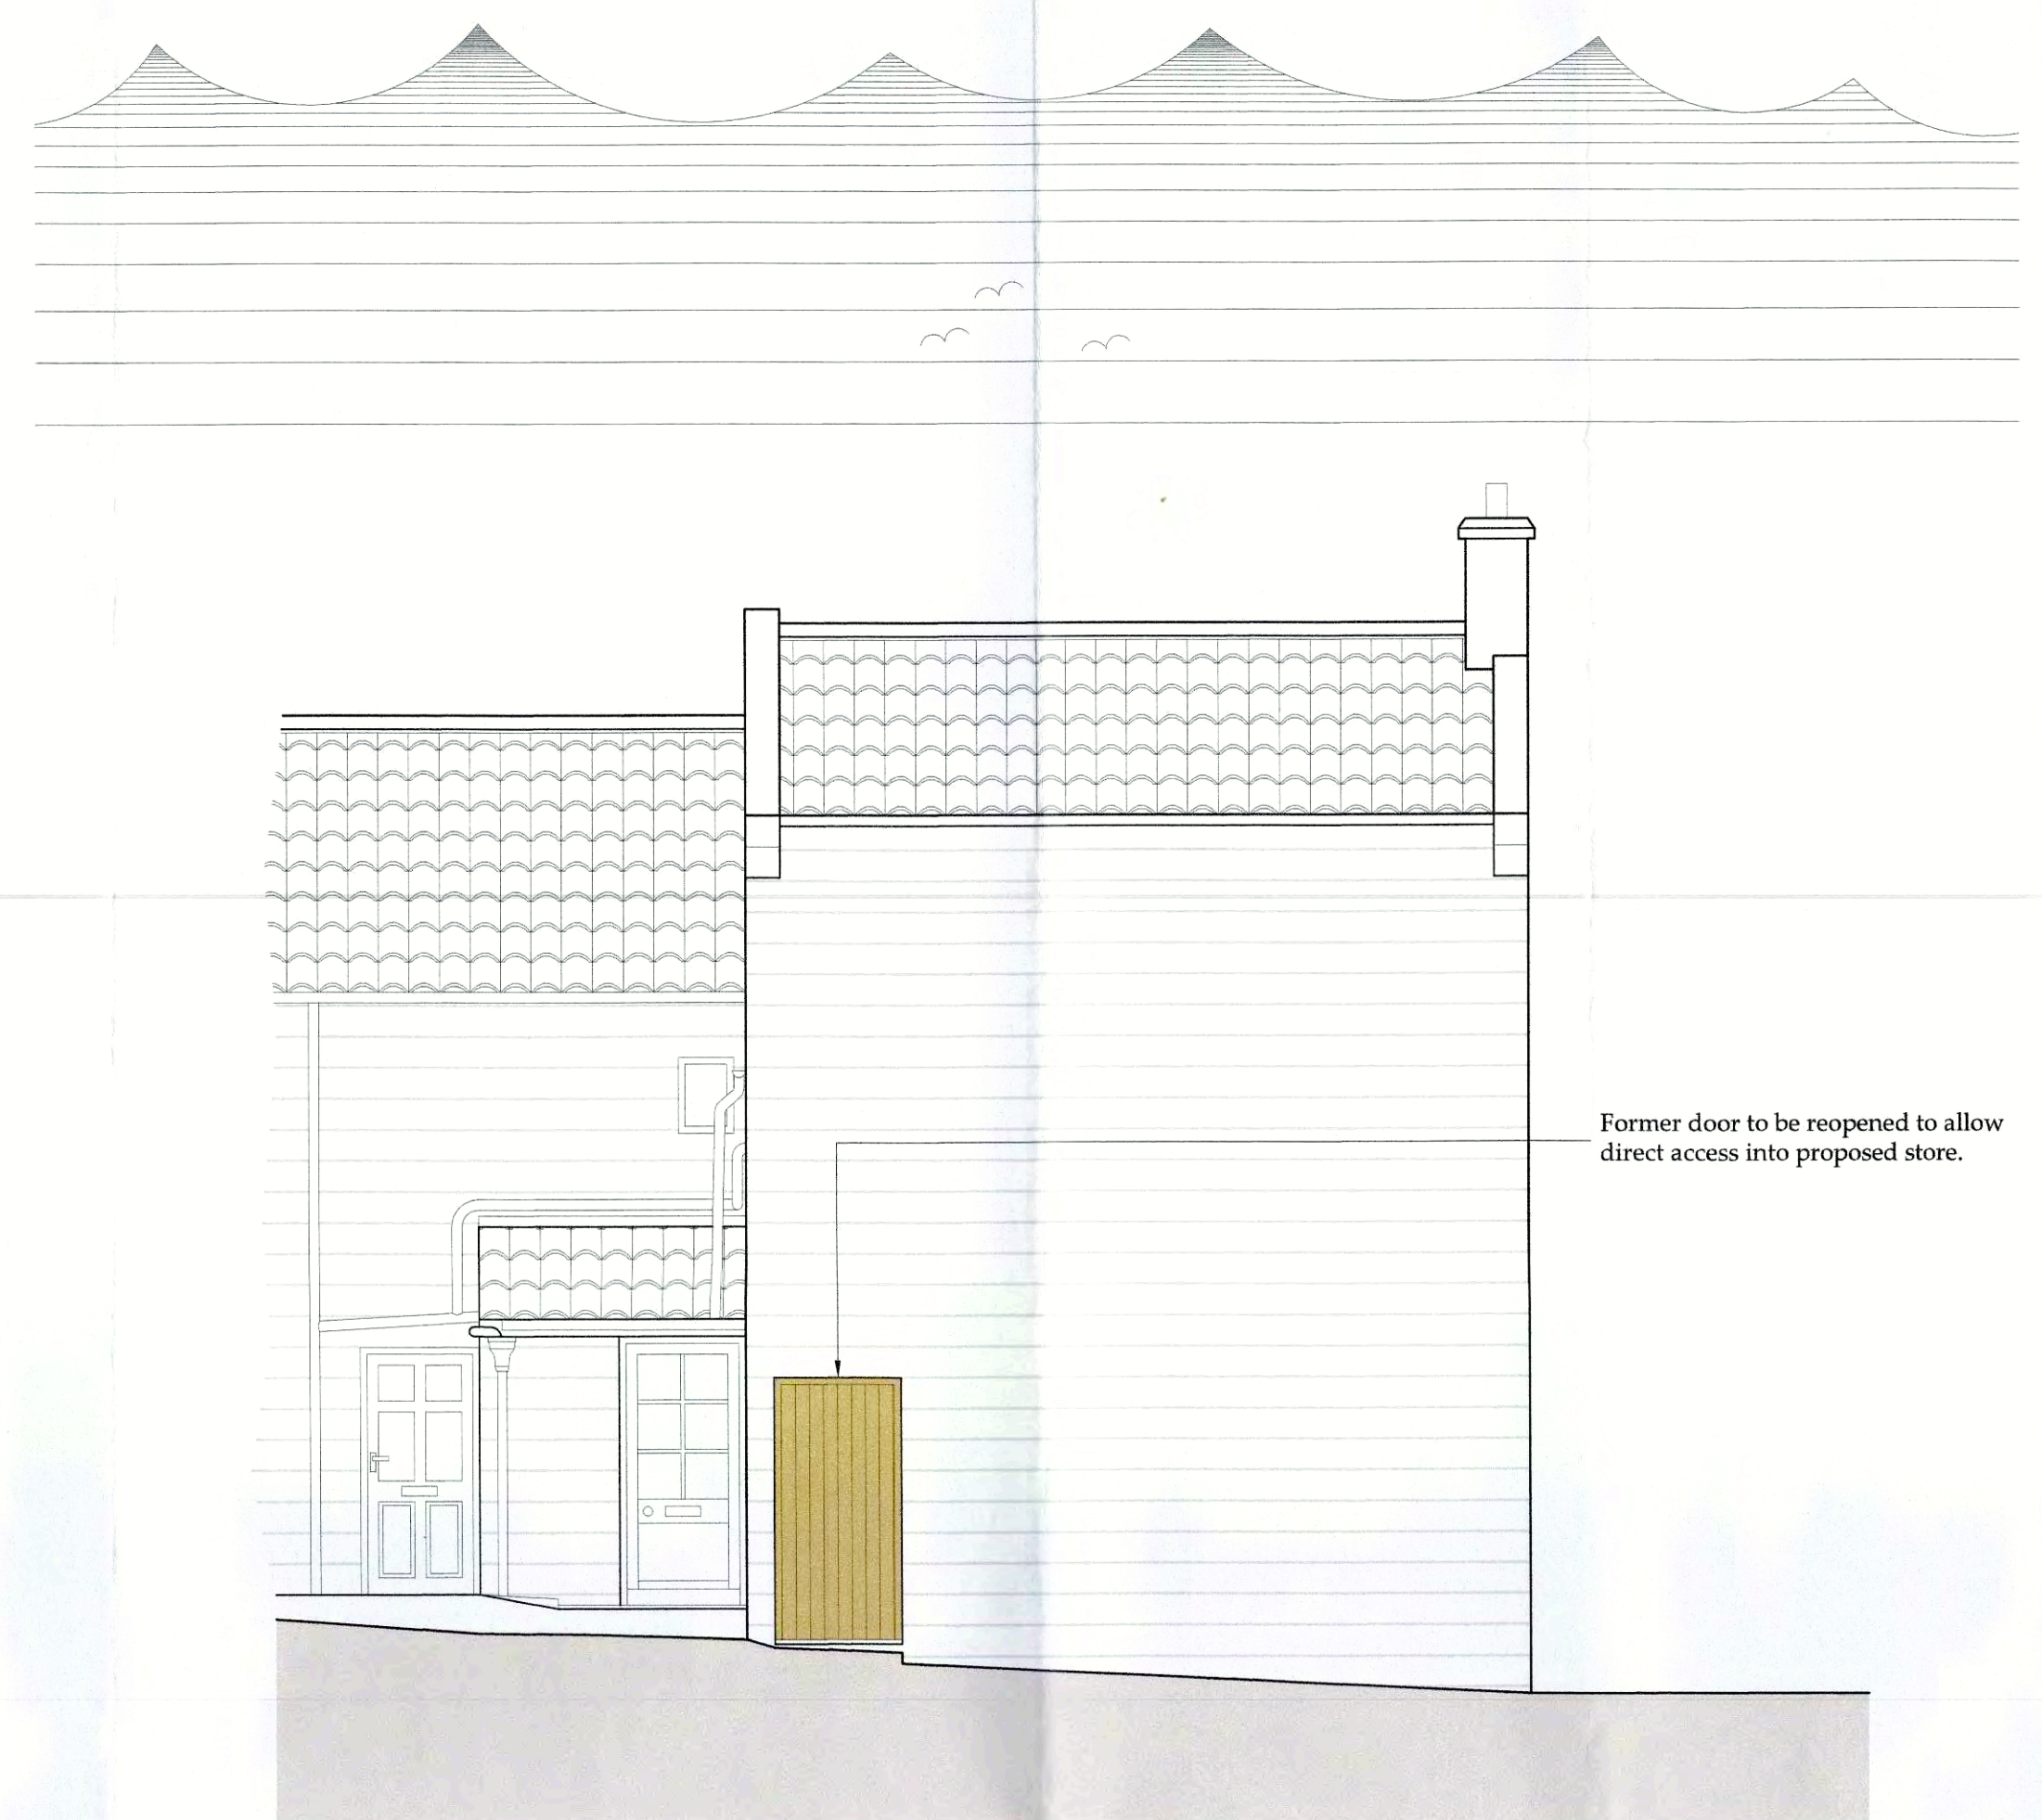 Former door to be reopened to allow
direct access into proposed store.